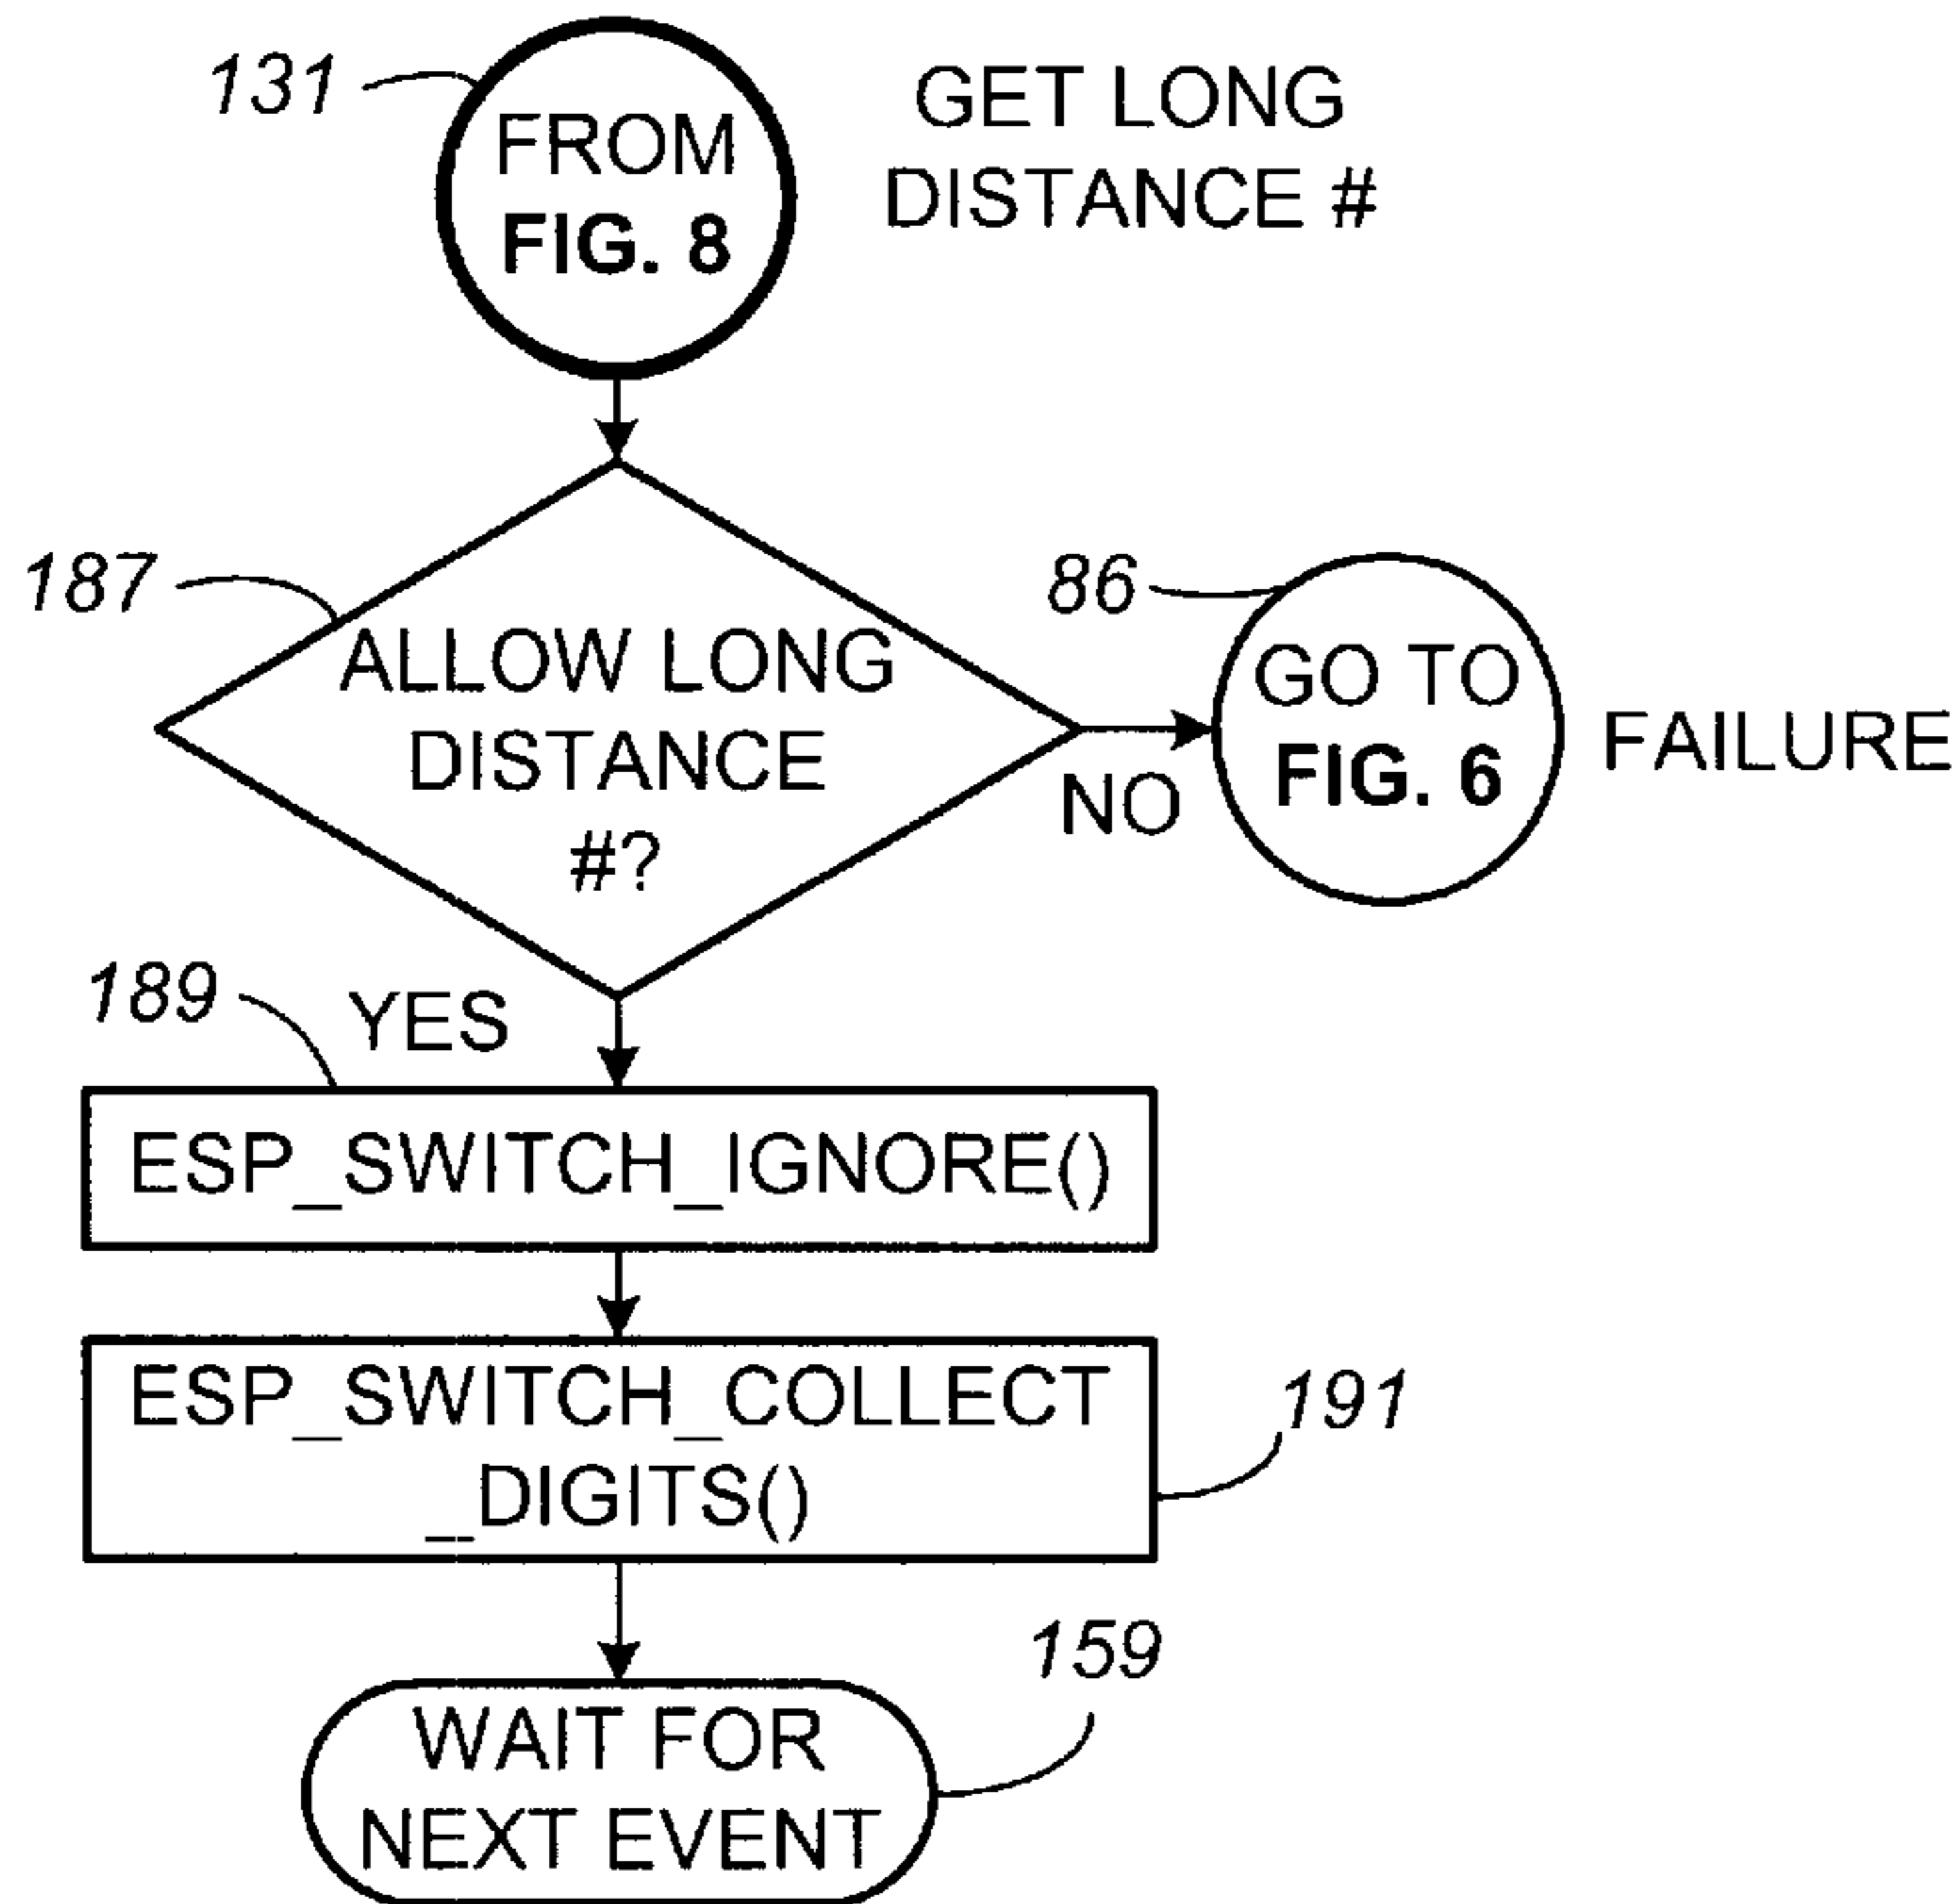 131
FROM
FIG. 8
GET LONG
DISTANCE #
187
ALLOW LONG
DISTANCE
#?
86
GO TO
FIG. 6
FAILURE
NO
189
YES
ESP_SWITCH_IGNORE()
ESP_SWITCH_COLLECT
_DIGITS()
191
159
WAIT FOR
NEXT EVENT